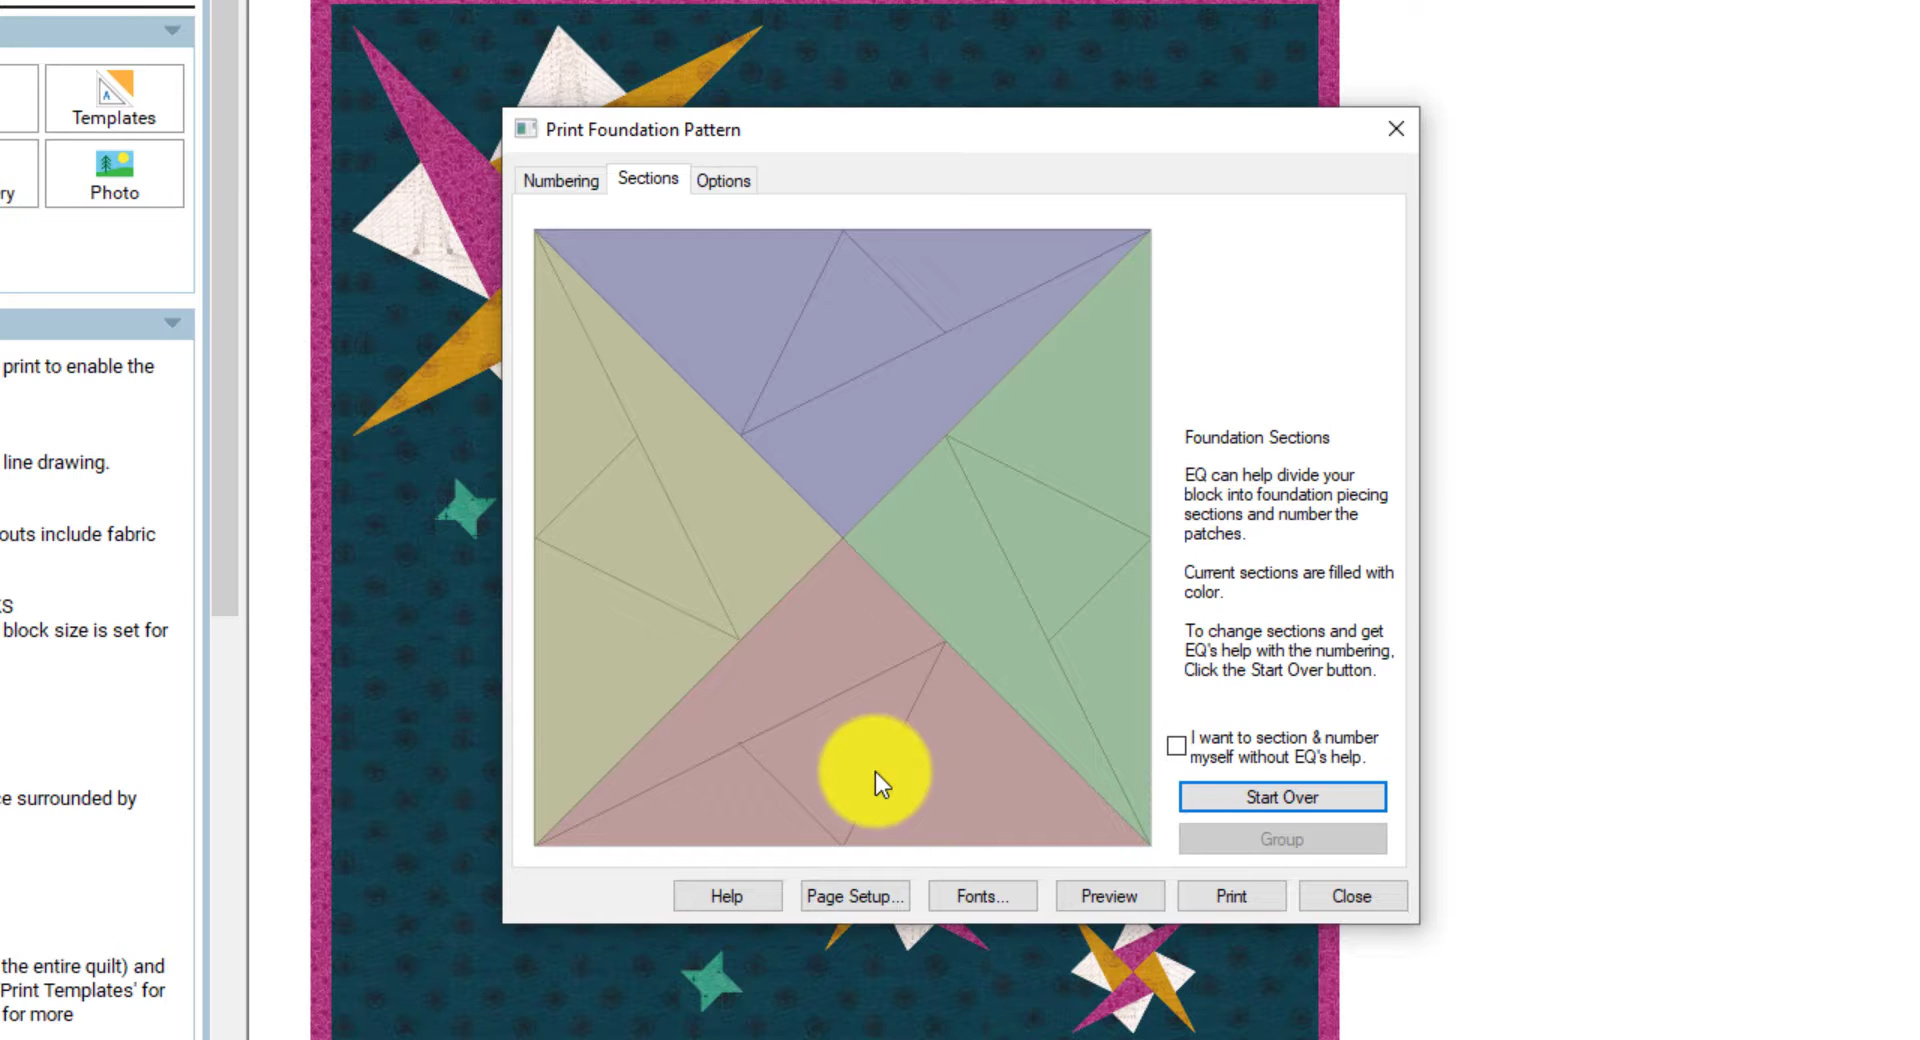 Templates
ry
Photo
print to enable the
line drawing.
outs include fabric
block size is set for
ce surrounded by
the entire quilt) and
Print Templates' for
for more
Print Foundation Pattern
Numbering
Sections
Options
Foundation Sections
EQ can help divide your
block into foundation piecing
sections and number the
patches.
Current sections are filled with
color.
To change sections and get
EQ's help with the numbering,
Click the Start Over button.
I want to section & number
myself without EQ's help.
Start Over
Group
Help
Page Setup...
Fonts...
Preview
Print
Close